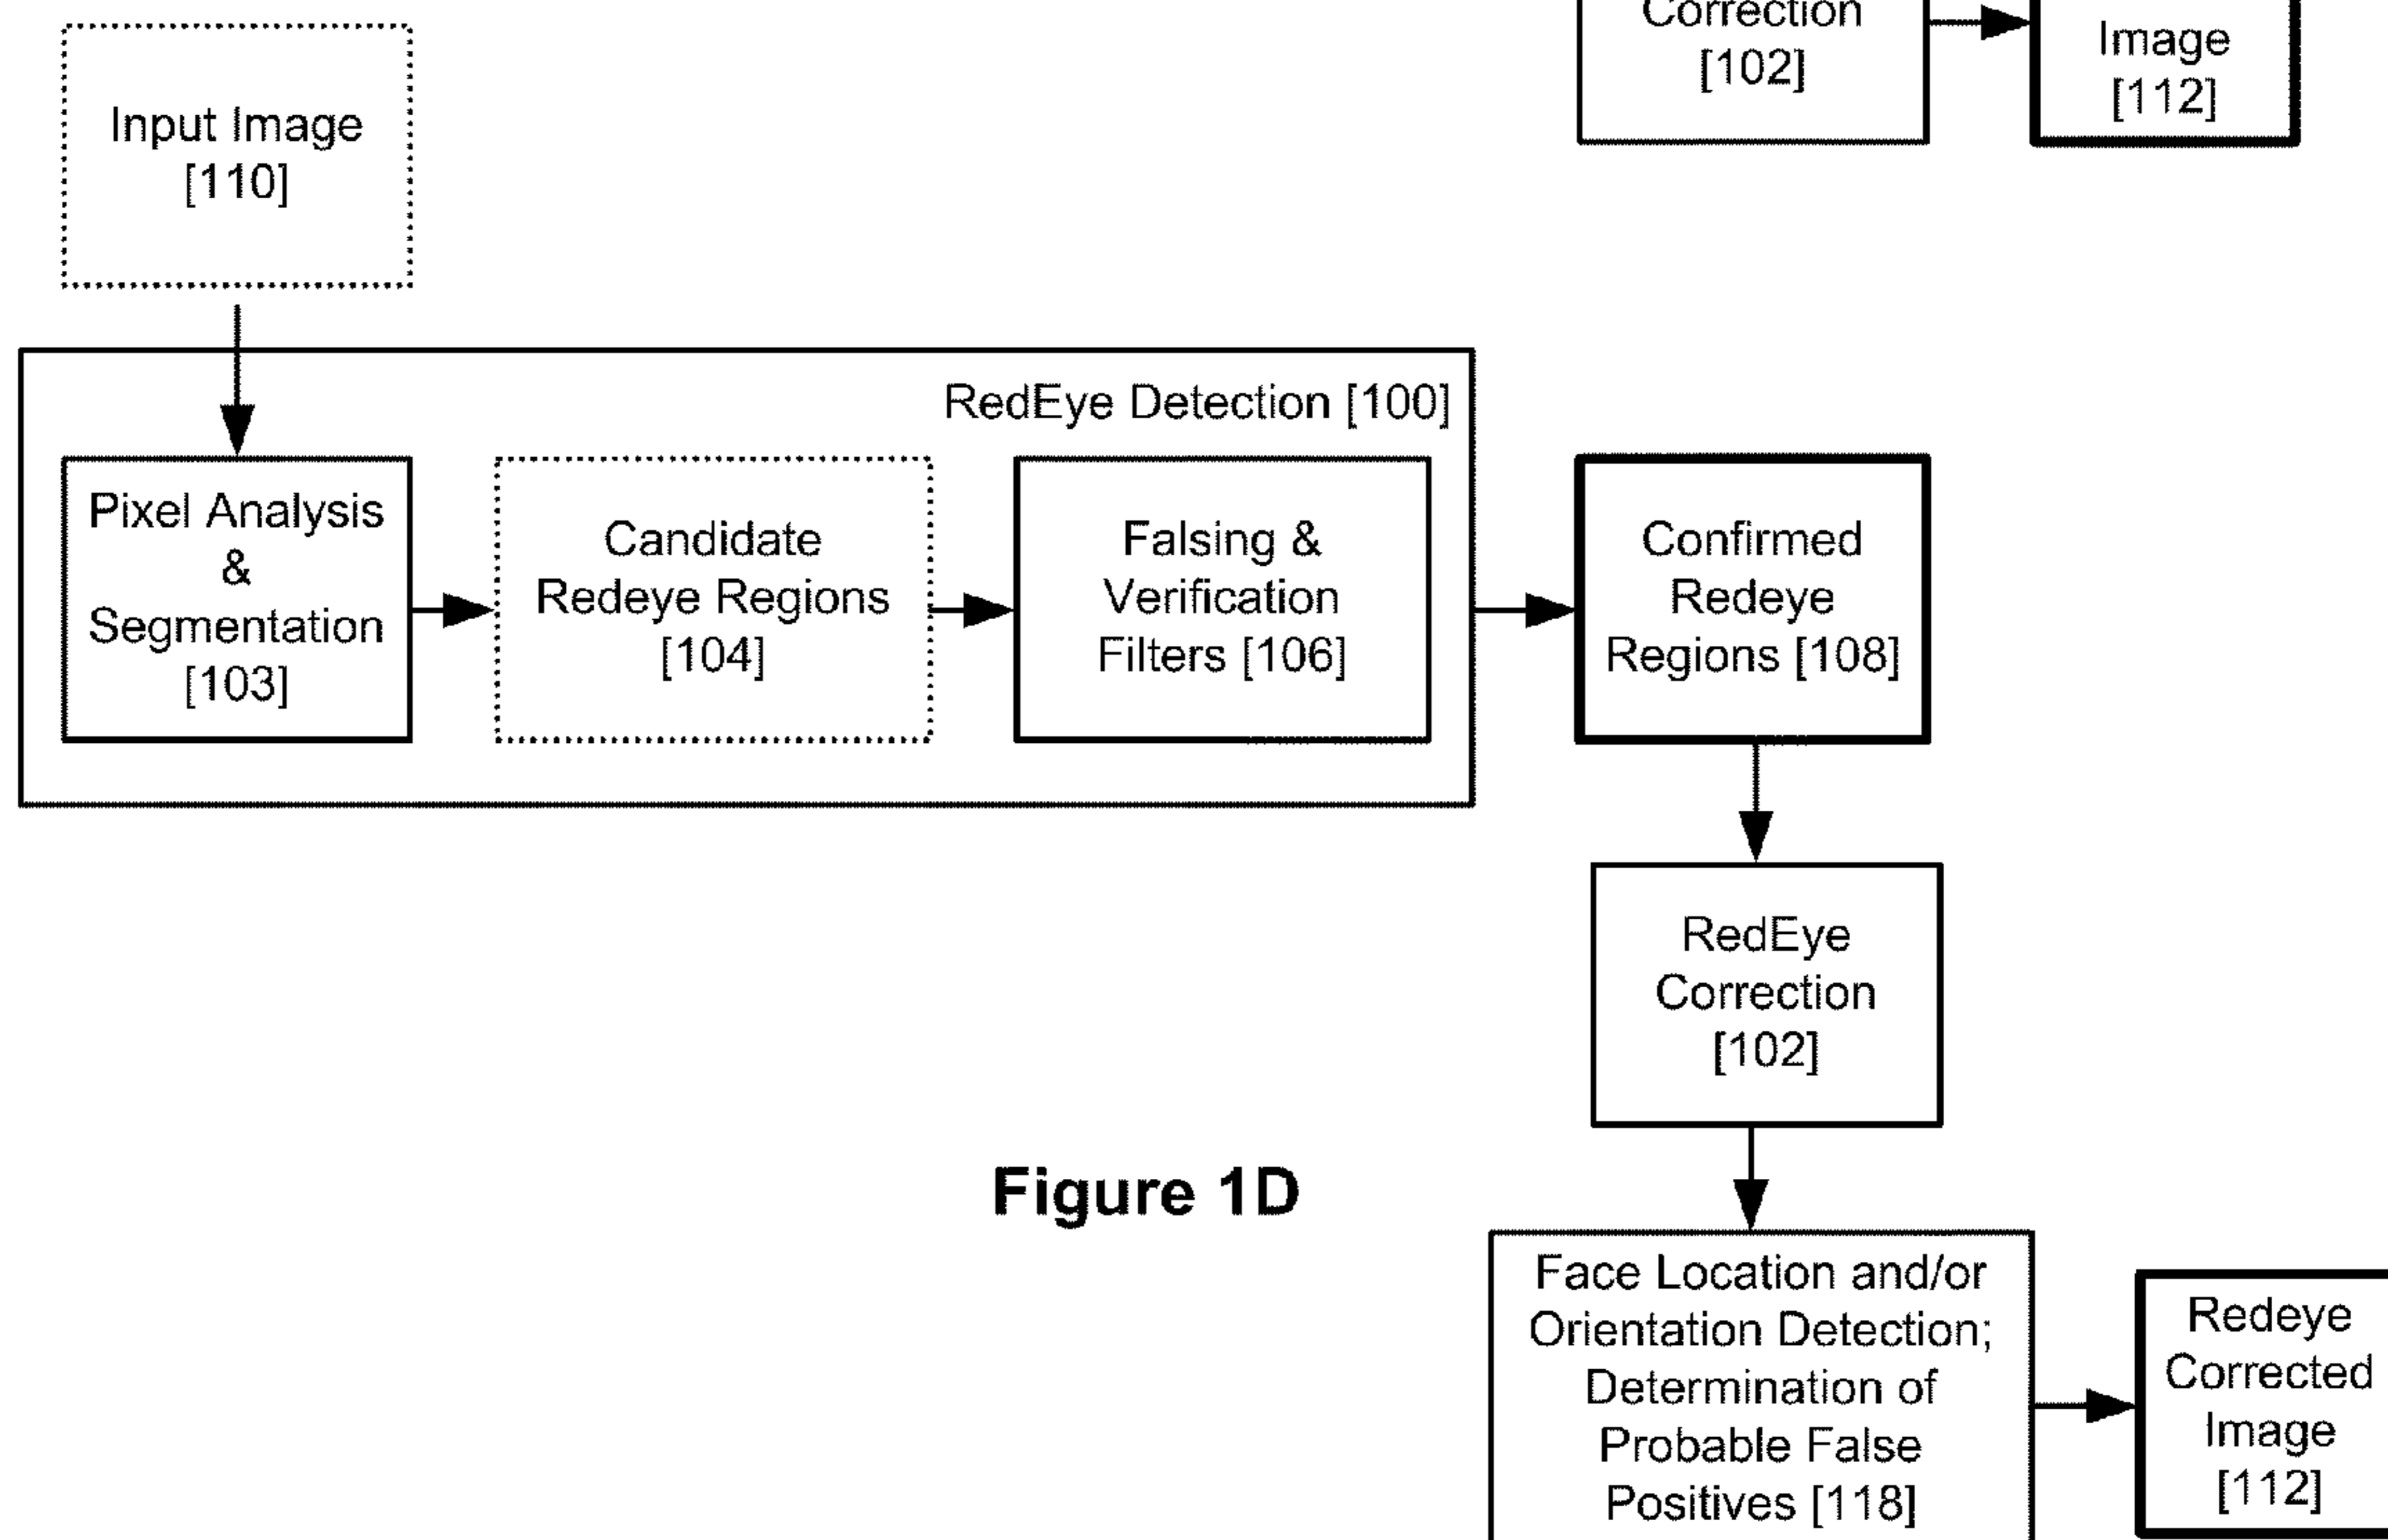 Correction
[102]
Image
[112]
Input Image
[110]
RedEye Detection [100]
Pixel Analysis
&
Segmentation
[103]
Candidate
Redeye Regions
[104]
Falsing &
Verification
Filters [106]
Confirmed
Redeye
Regions [108]
RedEye
Correction
[102]
Figure 1D
Face Location and/or
Orientation Detection;
Determination of
Probable False
Positives [118]
Redeye
Corrected
Image
[112]